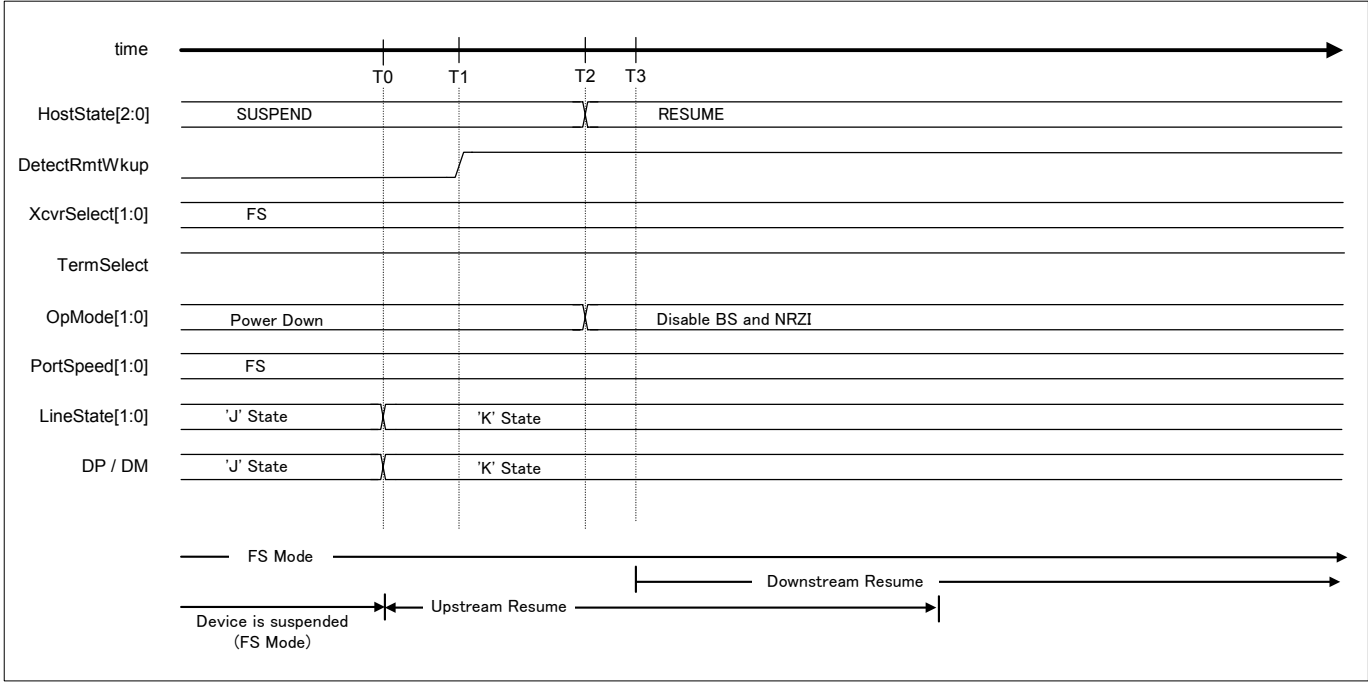 time
T0 T1 T2 T3
HostState[2:0] SUSPEND RESUME
DetectRmtWkup
XcvrSelect[1:0] FS
TermSelect
OpMode[1:0] Power Down Disable BS and NRZI
PortSpeed[1:0] FS
LineState[1:0] 'J' State 'K' State
DP / DM 'J' State 'K' State
FS Mode
Downstream Resume
Upstream Resume
Device is suspended
(FS Mode)